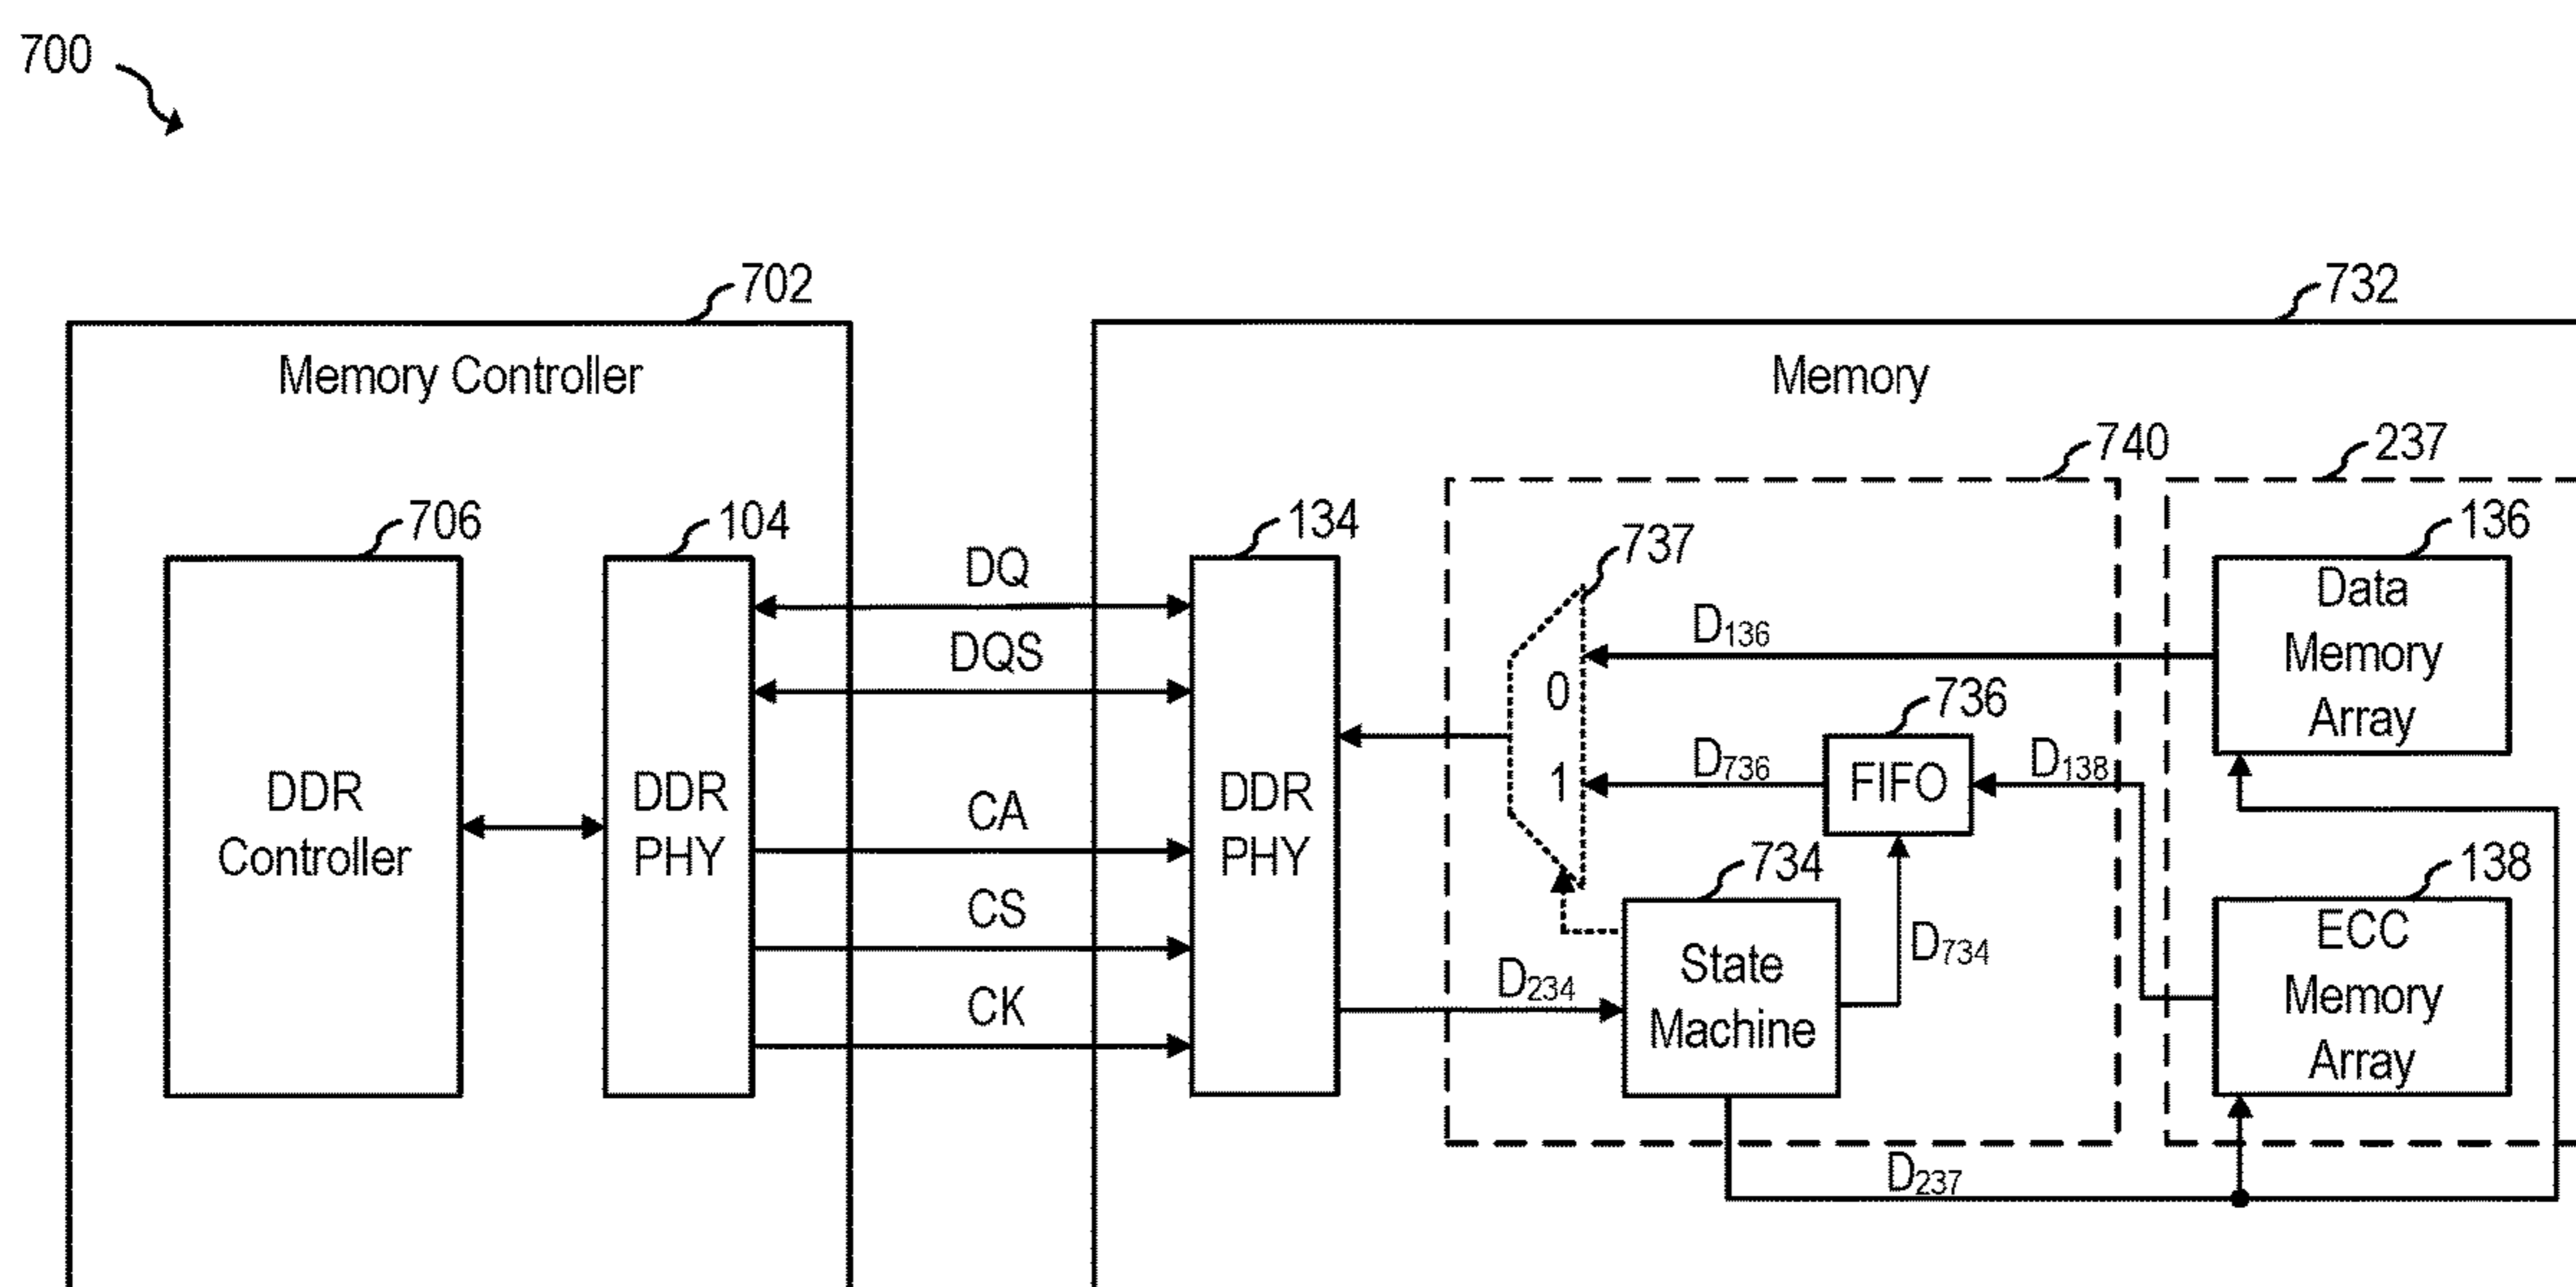 700
702
732
Memory Controller
Memory
740
237
706
104
134
737
136
DQ
Data
Memory
Array
D136
DQS
0
736
DDR
Controller
DDR
PHY
CA
DDR
PHY
1
D736
FIFO
D138
734
138
CS
State
Machine
D734
ECC
Memory
Array
D234
CK
D237